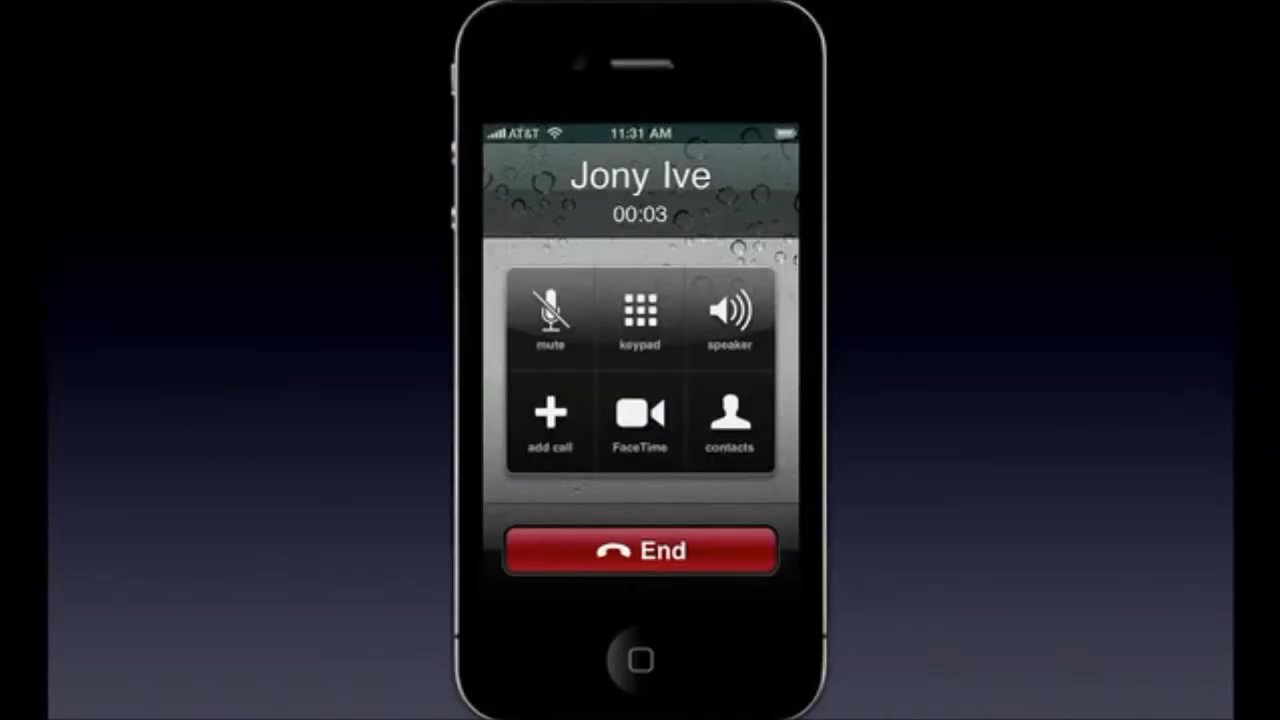 AT&T 11:31 AM
Jony Ive
00:03
mute keypad speaker
add call FaceTime contacts
End